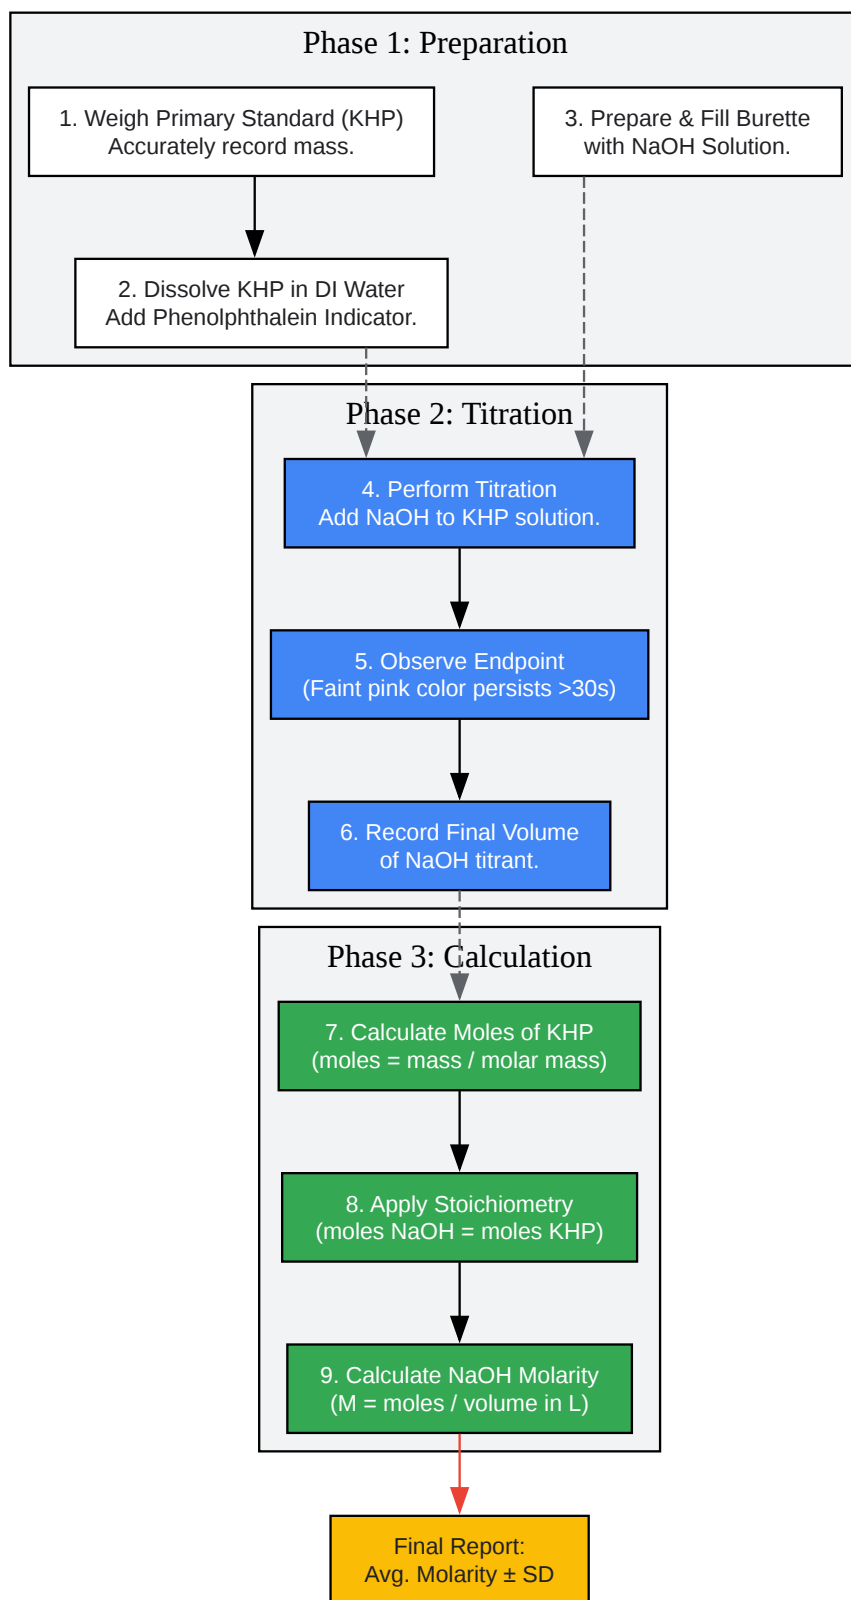 Phase 1: Preparation
1. Weigh Primary Standard (KHP)
Accurately record mass.
3. Prepare & Fill Burette
with NaOH Solution.
2. Dissolve KHP in DI Water
Add Phenolphthalein Indicator.
Phase 2: Titration
4. Perform Titration
Add NaOH to KHP solution.
5. Observe Endpoint
(Faint pink color persists >30s)
6. Record Final Volume
of NaOH titrant.
Phase 3: Calculation
7. Calculate Moles of KHP
(moles = mass / molar mass)
8. Apply Stoichiometry
(moles NaOH = moles KHP)
9. Calculate NaOH Molarity
(M = moles / volume in L)
Final Report:
Avg. Molarity ± SD